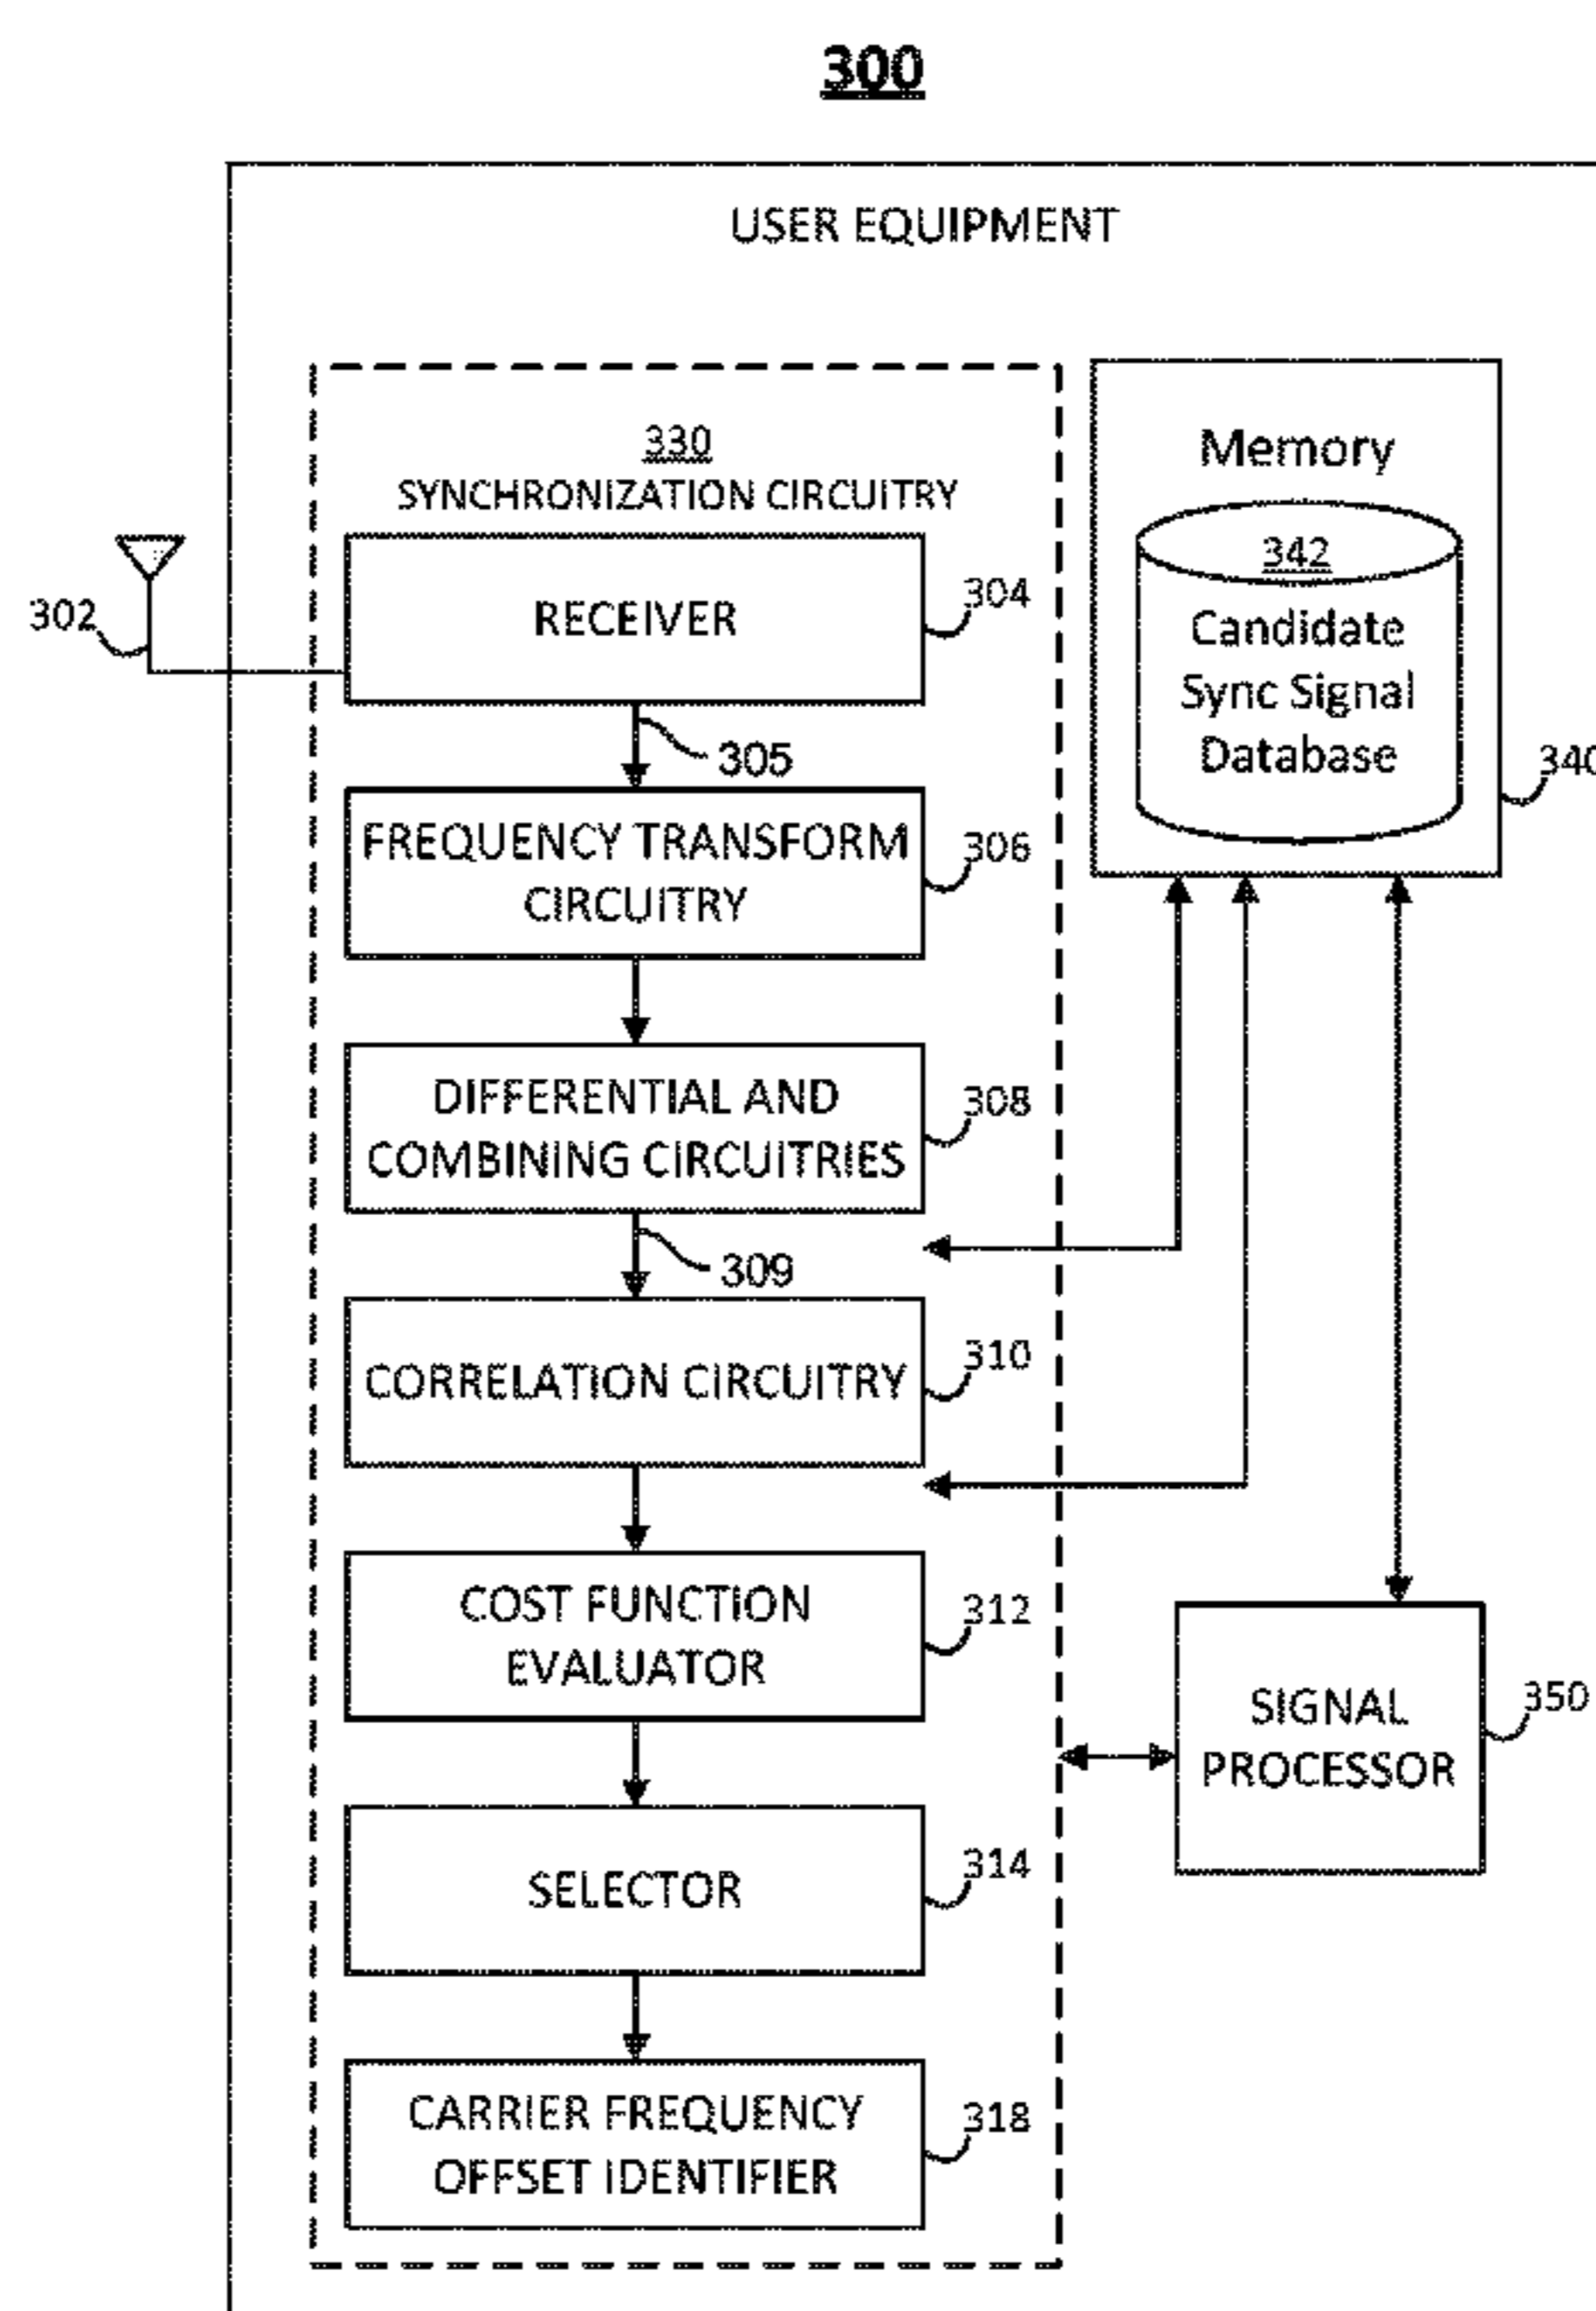 300
USER EQUIPMENT
330
SYNCHRONIZATION CIRCUITRY
RECEIVER
304
302
305
FREQUENCY TRANSFORM
CIRCUITRY
306
DIFFERENTIAL AND
COMBINING CIRCUITRIES
308
309
CORRELATION CIRCUITRY
310
COST FUNCTION
EVALUATOR
312
SELECTOR
314
CARRIER FREQUENCY
OFFSET IDENTIFIER
318
Memory
342
Candidate
Sync Signal
Database
340
SIGNAL
PROCESSOR
350